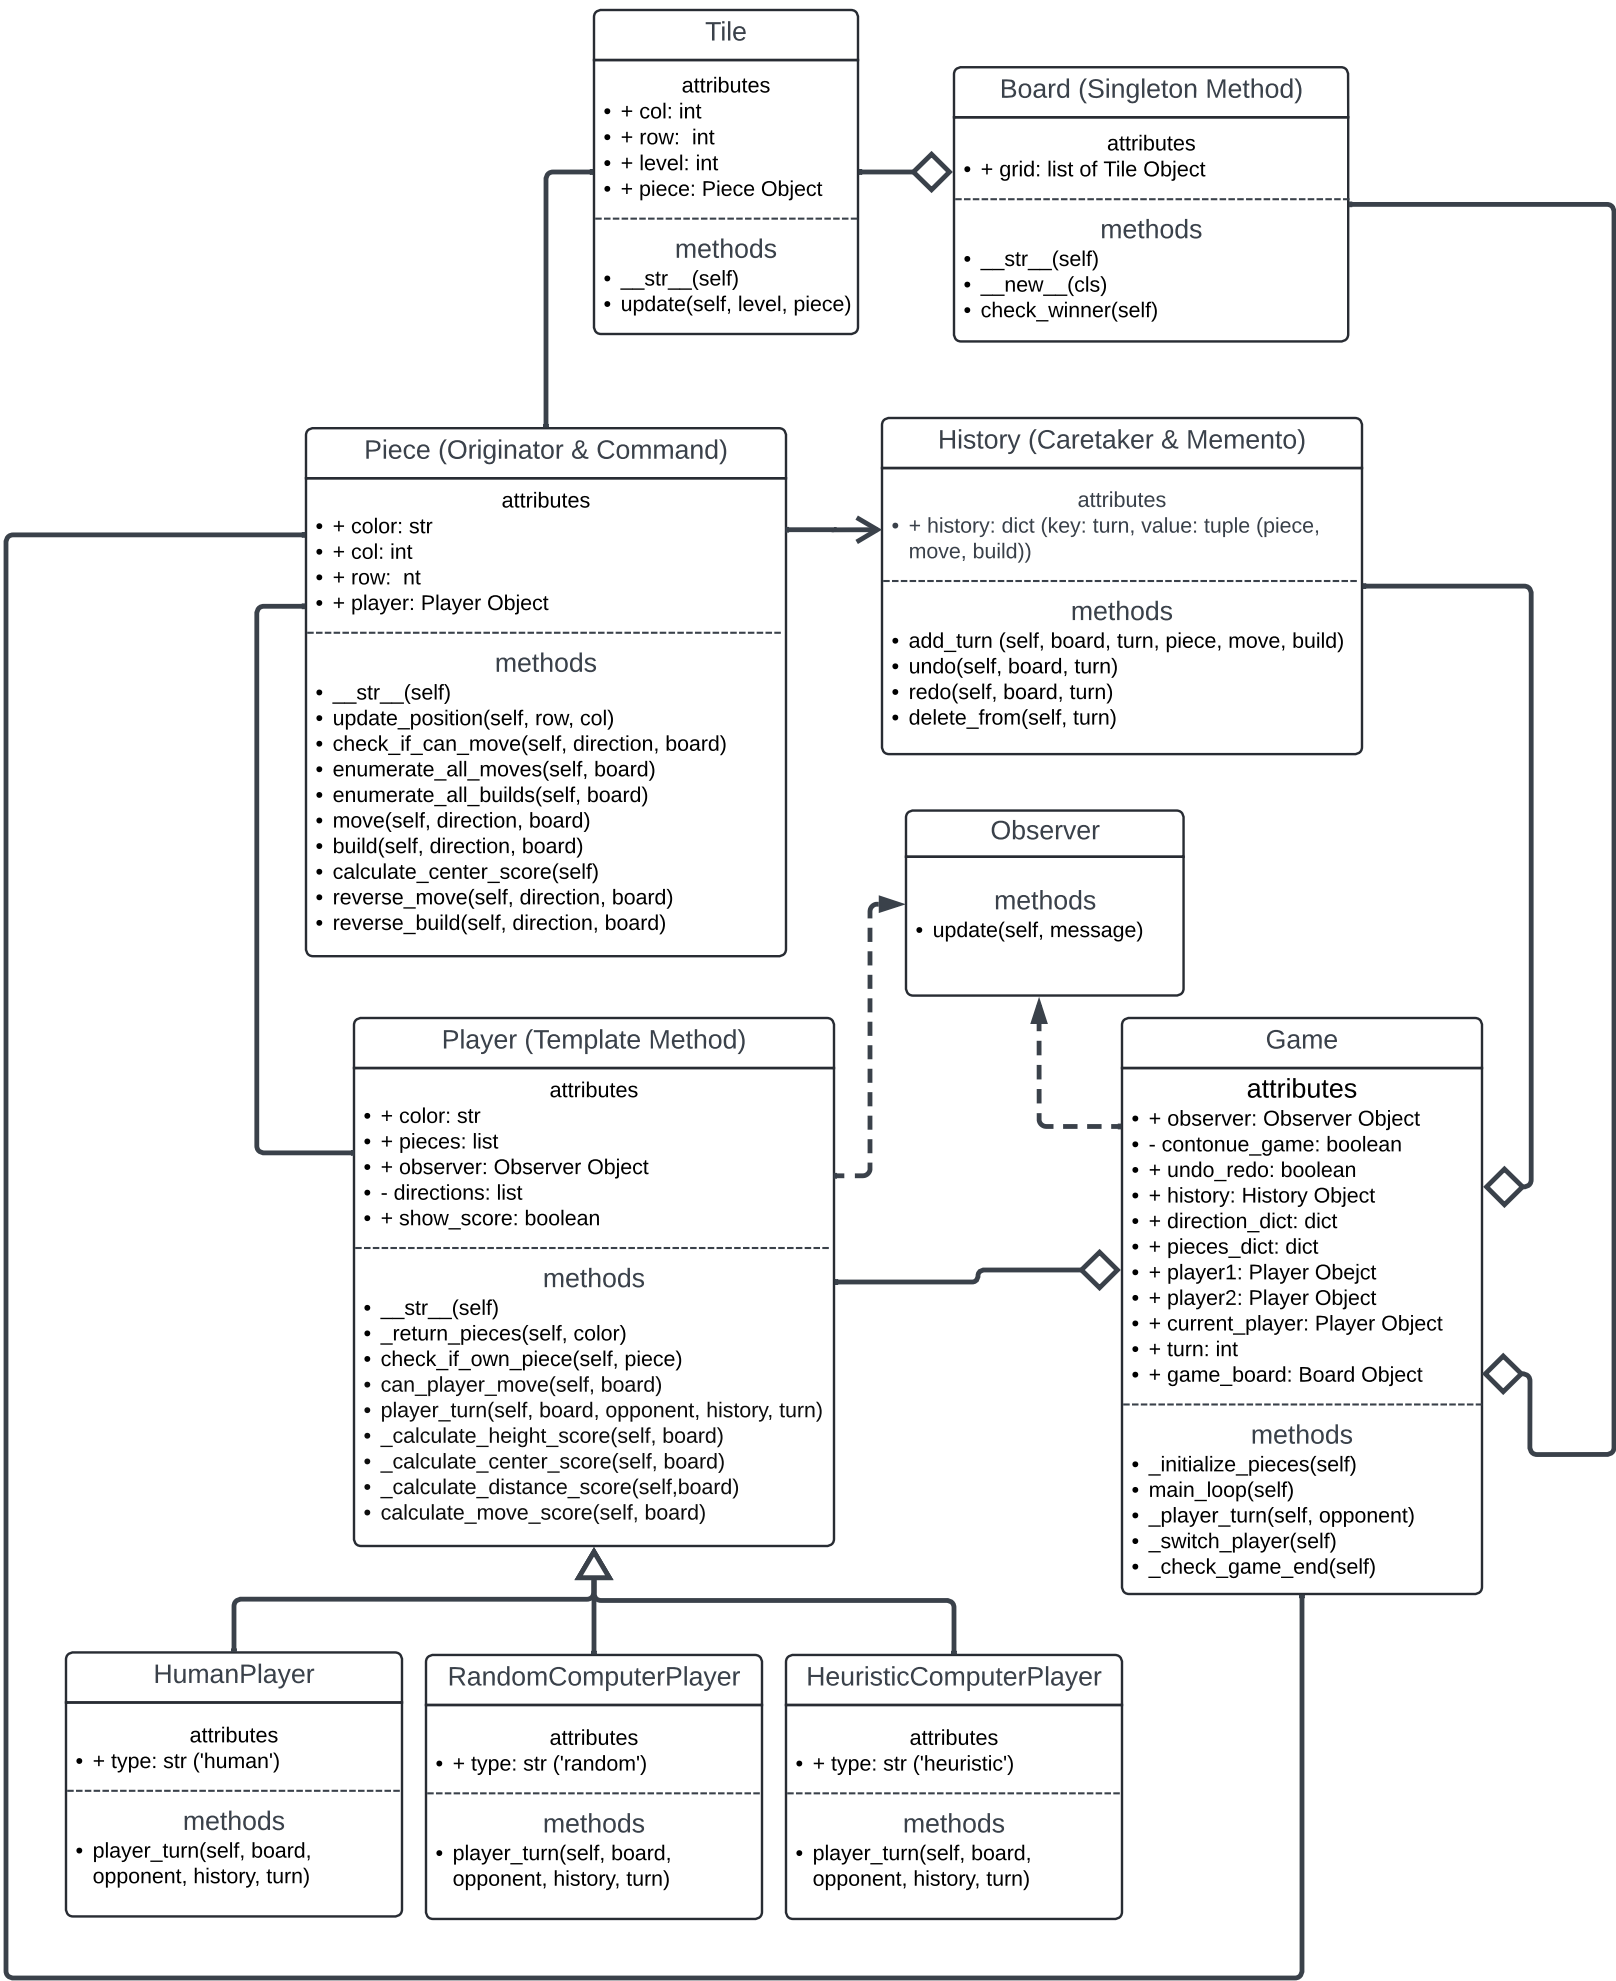 Tile
attributes
• + col: int
• + row:  int
• + level: int
• + piece: Piece Object
methods
• __str__(self)
• update(self, level, piece)
Board (Singleton Method)
attributes
• + grid: list of Tile Object
methods
• __str__(self)
• __new__(cls)
• check_winner(self)
Piece (Originator & Command)
attributes
• + color: str
• + col: int
• + row:  nt
• + player: Player Object
methods
• __str__(self)
• update_position(self, row, col)
• check_if_can_move(self, direction, board)
• enumerate_all_moves(self, board)
• enumerate_all_builds(self, board)
• move(self, direction, board)
• build(self, direction, board)
• calculate_center_score(self)
• reverse_move(self, direction, board)
• reverse_build(self, direction, board)
History (Caretaker & Memento)
attributes
• + history: dict (key: turn, value: tuple (piece,
move, build))
methods
• add_turn (self, board, turn, piece, move, build)
• undo(self, board, turn)
• redo(self, board, turn)
• delete_from(self, turn)
Observer
methods
• update(self, message)
Player (Template Method)
attributes
• + color: str
• + pieces: list
• + observer: Observer Object
• - directions: list
• + show_score: boolean
methods
• __str__(self)
• _return_pieces(self, color)
• check_if_own_piece(self, piece)
• can_player_move(self, board)
• player_turn(self, board, opponent, history, turn)
• _calculate_height_score(self, board)
• _calculate_center_score(self, board)
• _calculate_distance_score(self,board)
• calculate_move_score(self, board)
Game
attributes
• + observer: Observer Object
• - contonue_game: boolean
• + undo_redo: boolean
• + history: History Object
• + direction_dict: dict
• + pieces_dict: dict
• + player1: Player Obejct
• + player2: Player Object
• + current_player: Player Object
• + turn: int
• + game_board: Board Object
methods
• _initialize_pieces(self)
• main_loop(self)
• _player_turn(self, opponent)
• _switch_player(self)
• _check_game_end(self)
HumanPlayer
attributes
• + type: str ('human')
methods
• player_turn(self, board,
opponent, history, turn)
RandomComputerPlayer
attributes
• + type: str ('random')
methods
• player_turn(self, board,
opponent, history, turn)
HeuristicComputerPlayer
attributes
• + type: str ('heuristic')
methods
• player_turn(self, board,
opponent, history, turn)